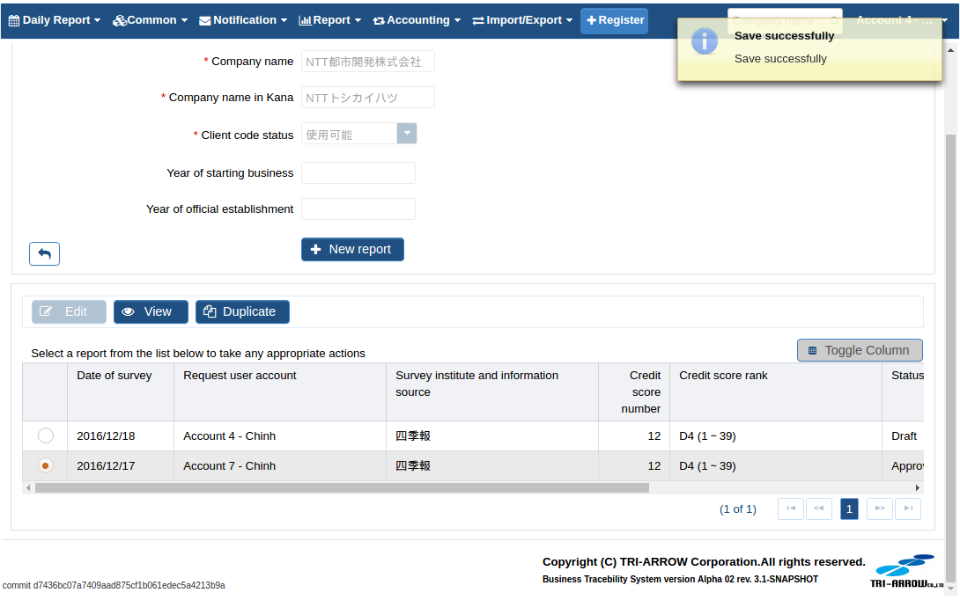 Daily Report Common Notification Report Accounting Import/Export Register Account 4 - ...
Save successfully
Save successfully
* Company name NTT都市開発株式会社
* Company name in Kana NTTトシカイハツ
* Client code status 使用可能
Year of starting business
Year of official establishment
New report
Edit View Duplicate
Select a report from the list below to take any appropriate actions
Toggle Column
Date of survey Request user account Survey institute and information source Credit score number Credit score rank Status
2016/12/18 Account 4 - Chinh 四季報 12 D4 (1 ~ 39) Draft
2016/12/17 Account 7 - Chinh 四季報 12 D4 (1 ~ 39) Appro
(1 of 1) 1
Copyright (C) TRI-ARROW Corporation.All rights reserved.
Business Tracebility System version Alpha 02 rev. 3.1-SNAPSHOT
TRI-ARROW Co.,LTD
commit d7436bc07a7409aad875cf1b061edec5a4213b9a